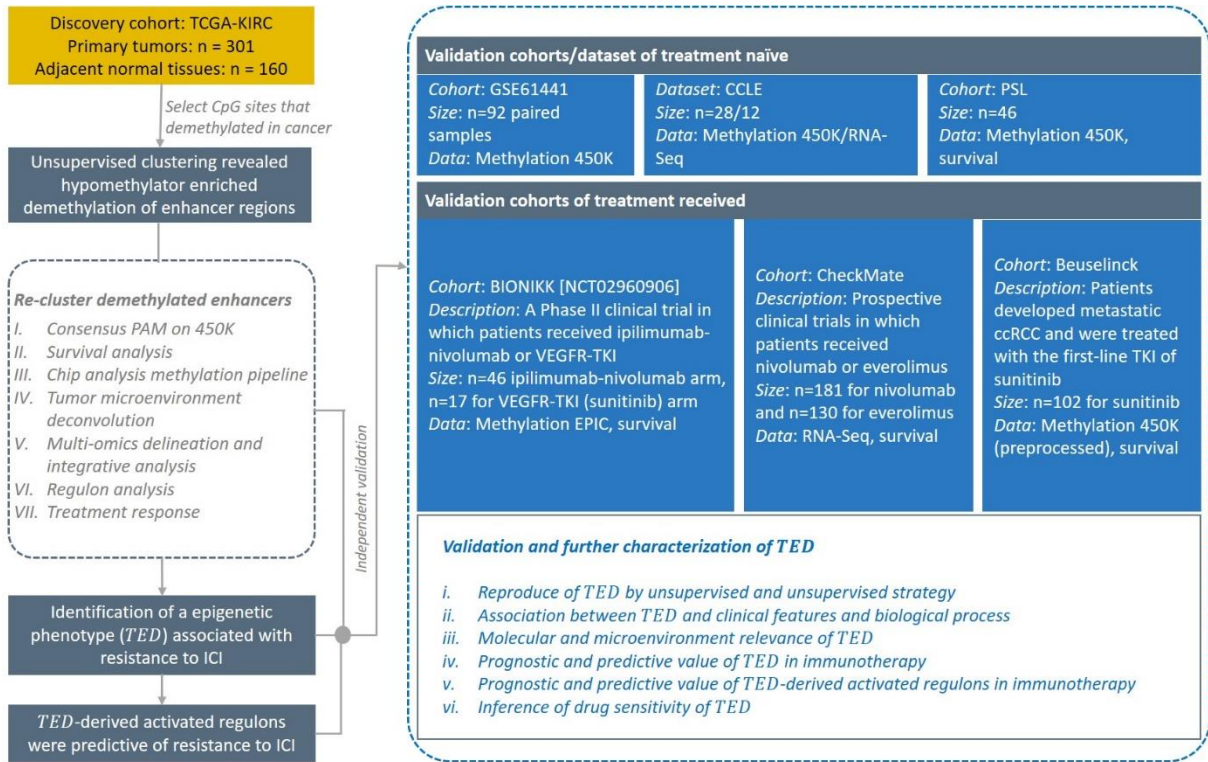 Discovery cohort: TCGA-KIRC
Primary tumors: n = 301
Adjacent normal tissues: n = 160
Select CpG sites that
demethylated in cancer
Unsupervised clustering revealed
hypomethylator enriched
demethylation of enhancer regions
Re-cluster demethylated enhancers
I. Consensus PAM on 450K
II. Survival analysis
III. Chip analysis methylation pipeline
IV. Tumor microenvironment
deconvolution
V. Multi-omics delineation and
integrative analysis
VI. Regulon analysis
VII. Treatment response
Identification of a epigenetic
phenotype (TED) associated with
resistance to ICI
TED-derived activated regulons
were predictive of resistance to ICI
Independent validation
Validation cohorts/dataset of treatment naïve
Cohort: GSE61441
Size: n=92 paired
samples
Data: Methylation 450K
Dataset: CCLE
Size: n=28/12
Data: Methylation 450K/RNA-
Seq
Cohort: PSL
Size: n=46
Data: Methylation 450K,
survival
Validation cohorts of treatment received
Cohort: BIONIKK [NCT02960906]
Description: A Phase II clinical trial in
which patients received ipilimumab-
nivolumab or VEGFR-TKI
Size: n=46 ipilimumab-nivolumab arm,
n=17 for VEGFR-TKI (sunitinib) arm
Data: Methylation EPIC, survival
Cohort: CheckMate
Description: Prospective
clinical trials in which
patients received
nivolumab or everolimus
Size: n=181 for nivolumab
and n=130 for everolimus
Data: RNA-Seq, survival
Cohort: Beuselinck
Description: Patients
developed metastatic
ccRCC and were treated
with the first-line TKI of
sunitinib
Size: n=102 for sunitinib
Data: Methylation 450K
(preprocessed), survival
Validation and further characterization of TED
i. Reproduce of TED by unsupervised and unsupervised strategy
ii. Association between TED and clinical features and biological process
iii. Molecular and microenvironment relevance of TED
iv. Prognostic and predictive value of TED in immunotherapy
v. Prognostic and predictive value of TED-derived activated regulons in immunotherapy
vi. Inference of drug sensitivity of TED